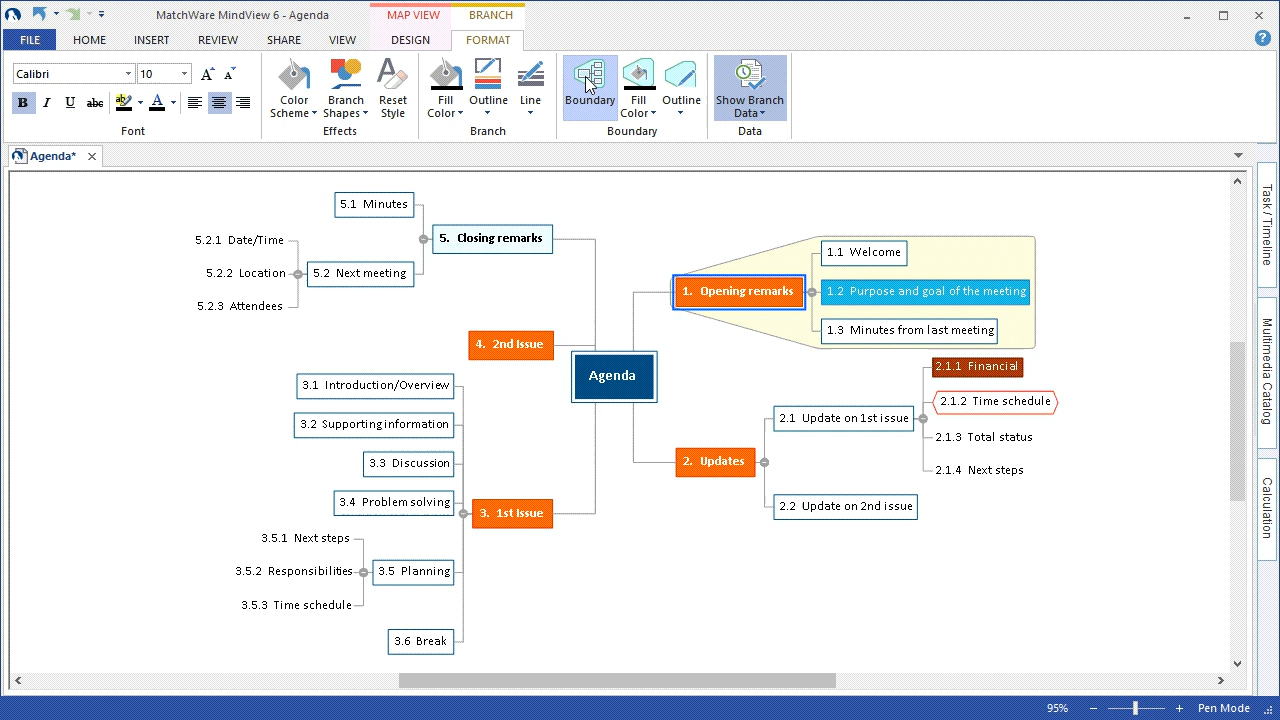 MatchWare MindView 6 - Agenda
MAP VIEW
BRANCH
FILE
HOME
INSERT
REVIEW
SHARE
VIEW
DESIGN
FORMAT
Calibri
10
A
A
B
I
U
abc
ab
A
Font
Color
Scheme
Branch
Shapes
Reset
Style
Effects
Fill
Color
Outline
Line
Branch
Boundary
Fill
Color
Outline
Boundary
Show Branch
Data
Data
Agenda*
5.1 Minutes
5. Closing remarks
5.2.1 Date/Time
5.2.2 Location
5.2 Next meeting
5.2.3 Attendees
4. 2nd Issue
Agenda
3.1 Introduction/Overview
3.2 Supporting information
3.3 Discussion
3.4 Problem solving
3. 1st Issue
3.5.1 Next steps
3.5.2 Responsibilities
3.5 Planning
3.5.3 Time schedule
3.6 Break
1.1 Welcome
1. Opening remarks
1.2 Purpose and goal of the meeting
1.3 Minutes from last meeting
2.1.1 Financial
2.1.2 Time schedule
2.1 Update on 1st issue
2.1.3 Total status
2.1.4 Next steps
2. Updates
2.2 Update on 2nd issue
Task / Timeline
Multimedia Catalog
Calculation
95%
Pen Mode